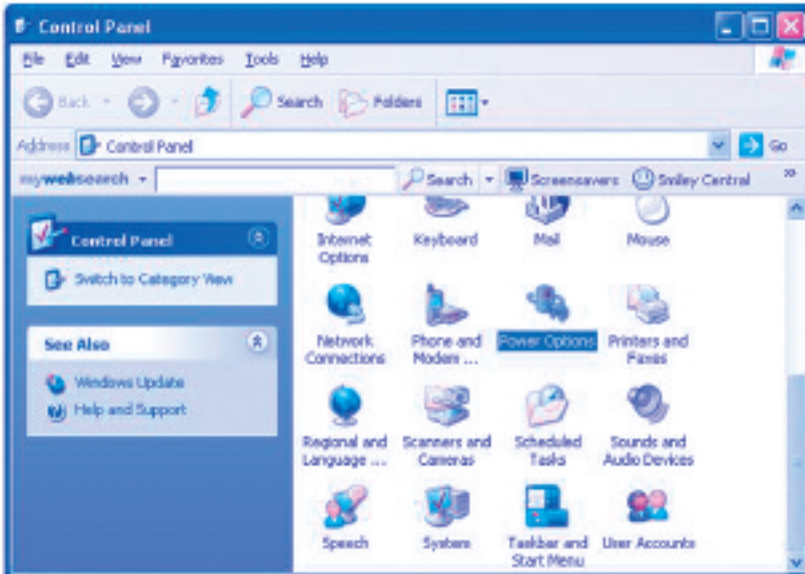 Control Panel
File Edit View Favorites Tools Help
Back Search Folders
Address Control Panel Go
mywebsearch Search Screensavers Smiley Central »
Control Panel
Switch to Category View
See Also
Windows Update
Help and Support
Internet Options
Keyboard
Mail
Mouse
Network Connections
Phone and Modem ...
Power Options
Printers and Faxes
Regional and Language ...
Scanners and Cameras
Scheduled Tasks
Sounds and Audio Devices
Speech
System
Taskbar and Start Menu
User Accounts